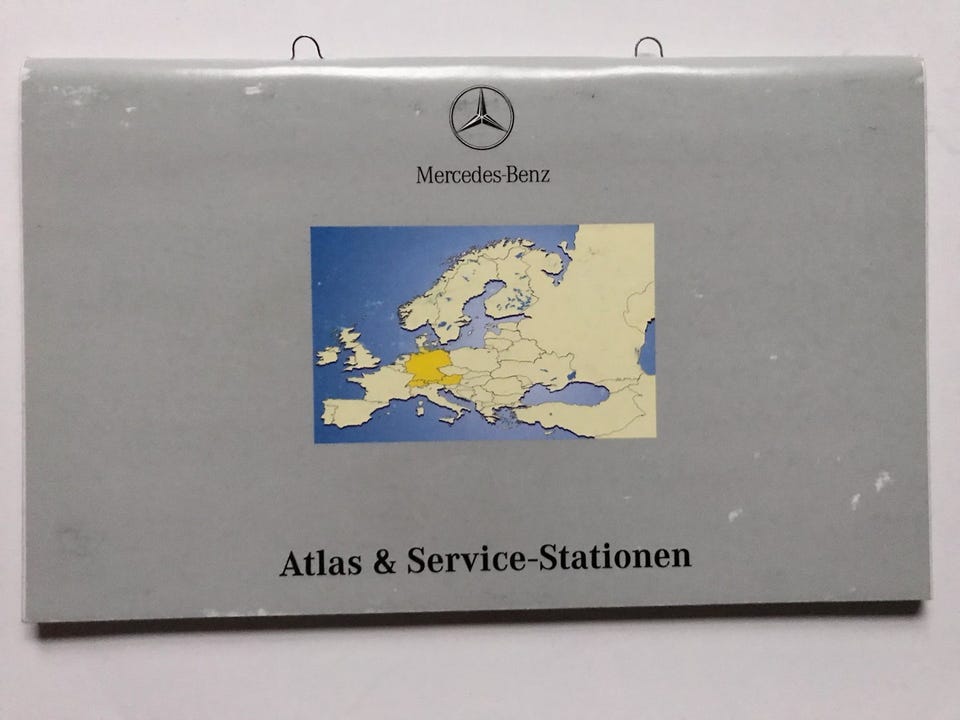 Mercedes-Benz
Atlas & Service-Stationen